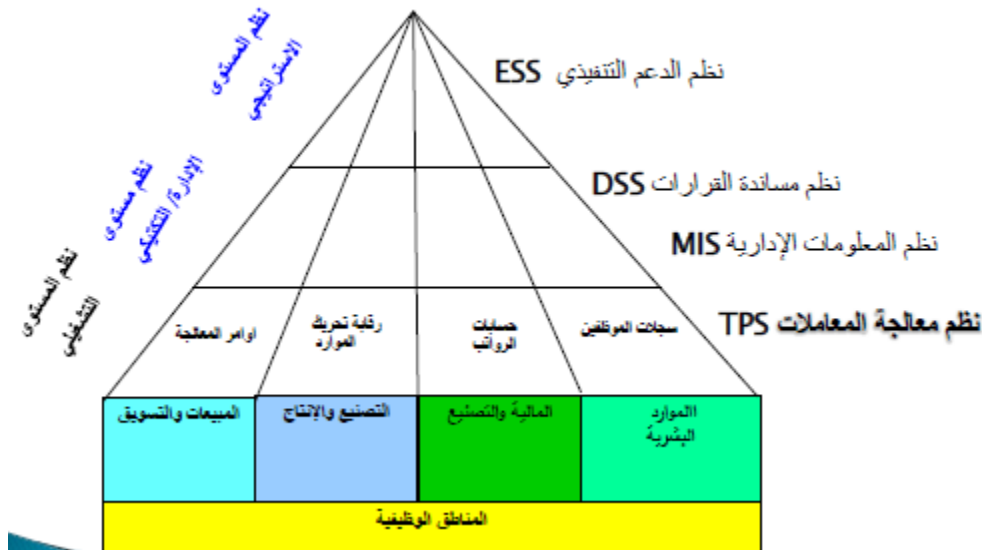 نظم المستوى
الاستراتيجي
نظم الدعم التنفيذي ESS
نظم مستوى
الإدارة/ التكتيكي
نظم مساندة القرارات DSS
نظم المعلومات الإدارية MIS
نظم المستوى
التشغيلي
نظم معالجة المعاملات TPS
سجلات الموظفين
حسابات
الرواتب
رقابة تحريك
الموارد
اوامر المعالجة
االموارد
البشرية
المالية والتصنيع
التصنيع والإنتاج
المبيعات والتسويق
المناطق الوظيفية